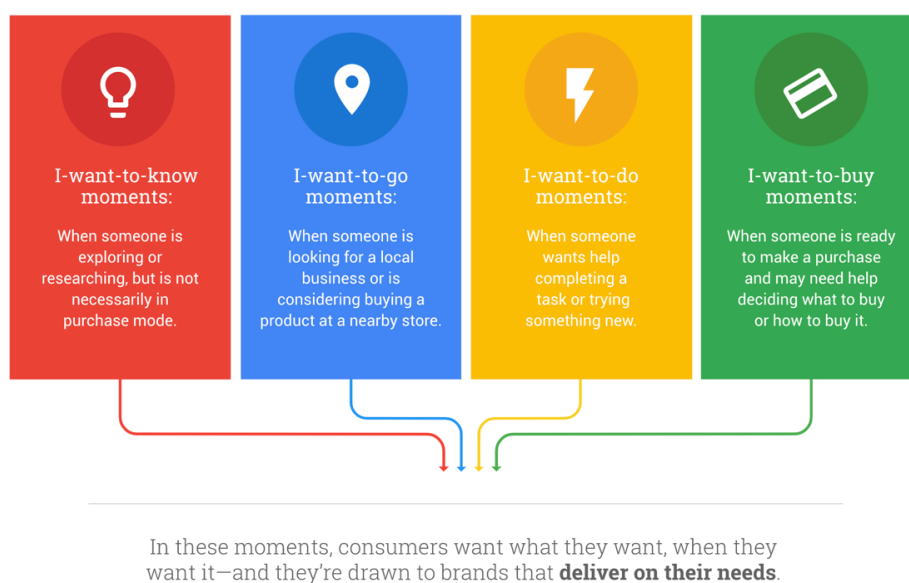 I-want-to-know
moments:
When someone is
exploring or
researching, but is not
necessarily in
purchase mode.
I-want-to-go
moments:
When someone is
looking for a local
business or is
considering buying a
product at a nearby store.
I-want-to-do
moments:
When someone
wants help
completing a
task or trying
something new.
I-want-to-buy
moments:
When someone is ready
to make a purchase
and may need help
deciding what to buy
or how to buy it.
In these moments, consumers want what they want, when they
want it—and they’re drawn to brands that deliver on their needs.